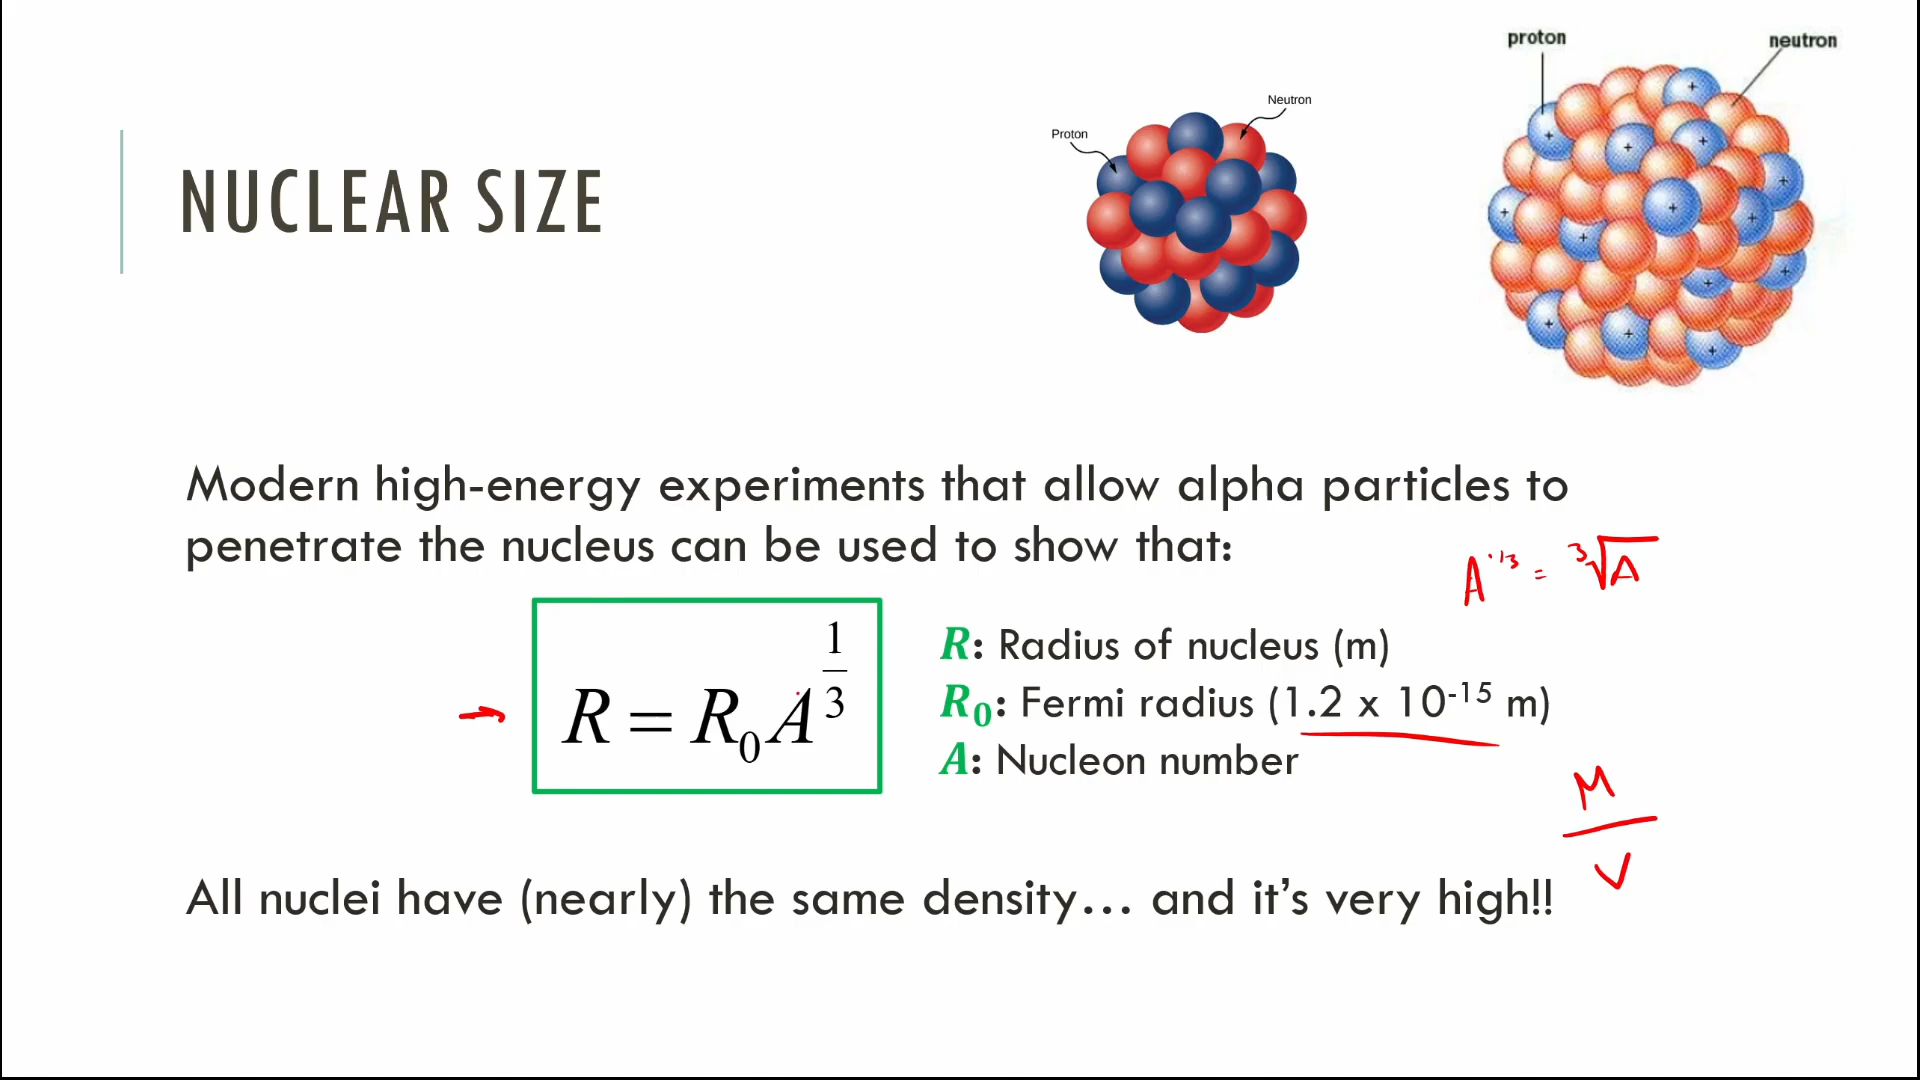 proton
neutron
Neutron
Proton
NUCLEAR SIZE
Modern high-energy experiments that allow alpha particles to
penetrate the nucleus can be used to show that:
A^{1/3} = ∛A
R = R₀A^{\frac{1}{3}}
R: Radius of nucleus (m)
R₀: Fermi radius (1.2 x 10⁻¹⁵ m)
A: Nucleon number
M
V
All nuclei have (nearly) the same density... and it’s very high!!